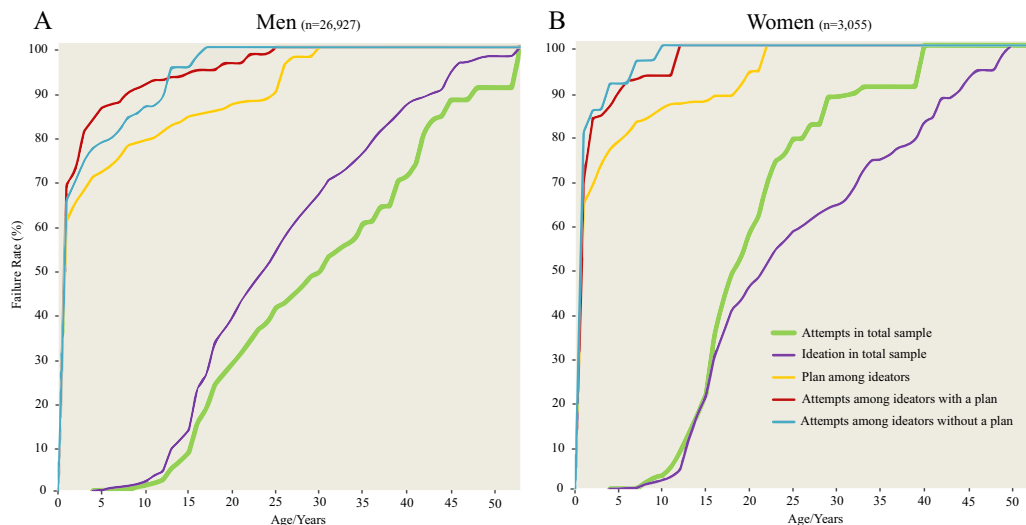 A
Men (n=26,927)
Failure Rate (%)
100
90
80
70
60
50
40
30
20
10
0
0 5 10 15 20 25 30 35 40 45 50
Age/Years
B
Women (n=3,055)
100
90
80
70
60
50
40
30
20
10
0
Attempts in total sample
Ideation in total sample
Plan among ideators
Attempts among ideators with a plan
Attempts among ideators without a plan
0 5 10 15 20 25 30 35 40 45 50
Age/Years